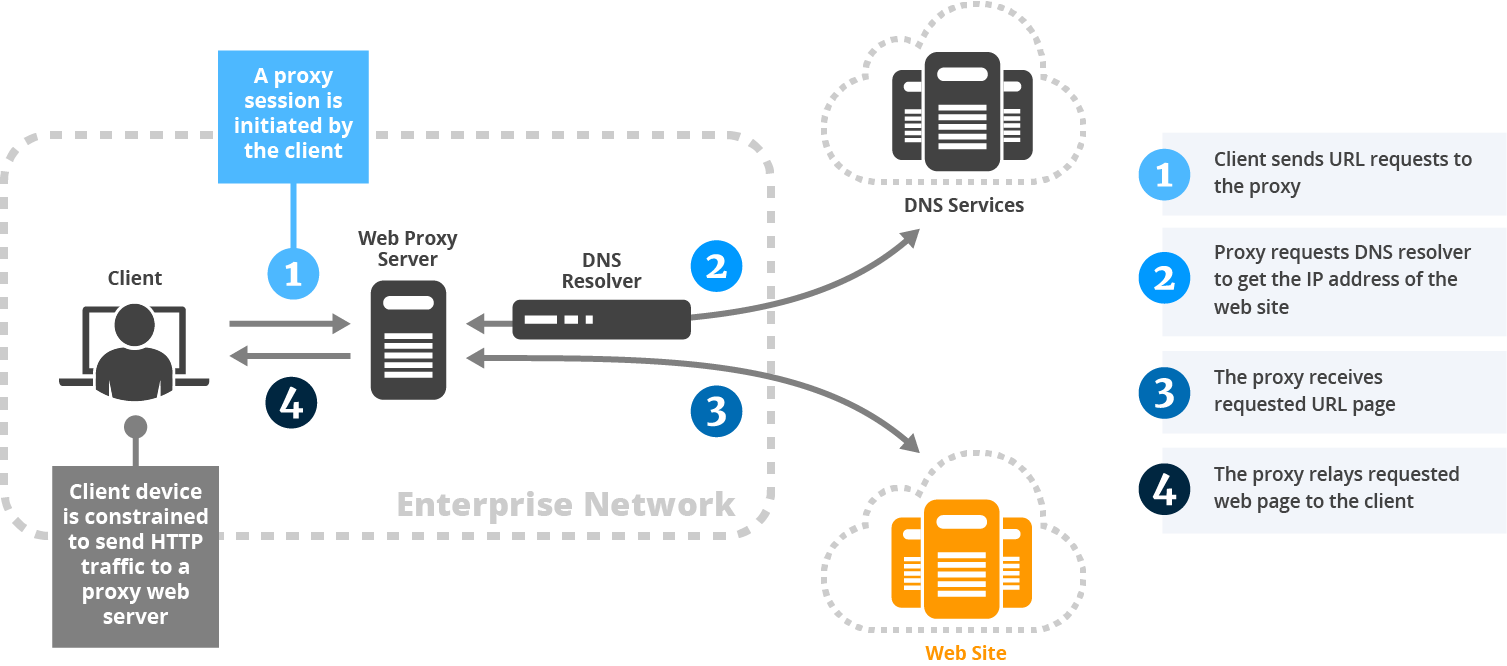 A proxy
session is
initiated by
the client
1
Client
Web Proxy
Server
DNS
Resolver
2
DNS Services
4
3
Client device
is constrained
to send HTTP
traffic to a
proxy web
server
Enterprise Network
Web Site
1
Client sends URL requests to
the proxy
2
Proxy requests DNS resolver
to get the IP address of the
web site
3
The proxy receives
requested URL page
4
The proxy relays requested
web page to the client